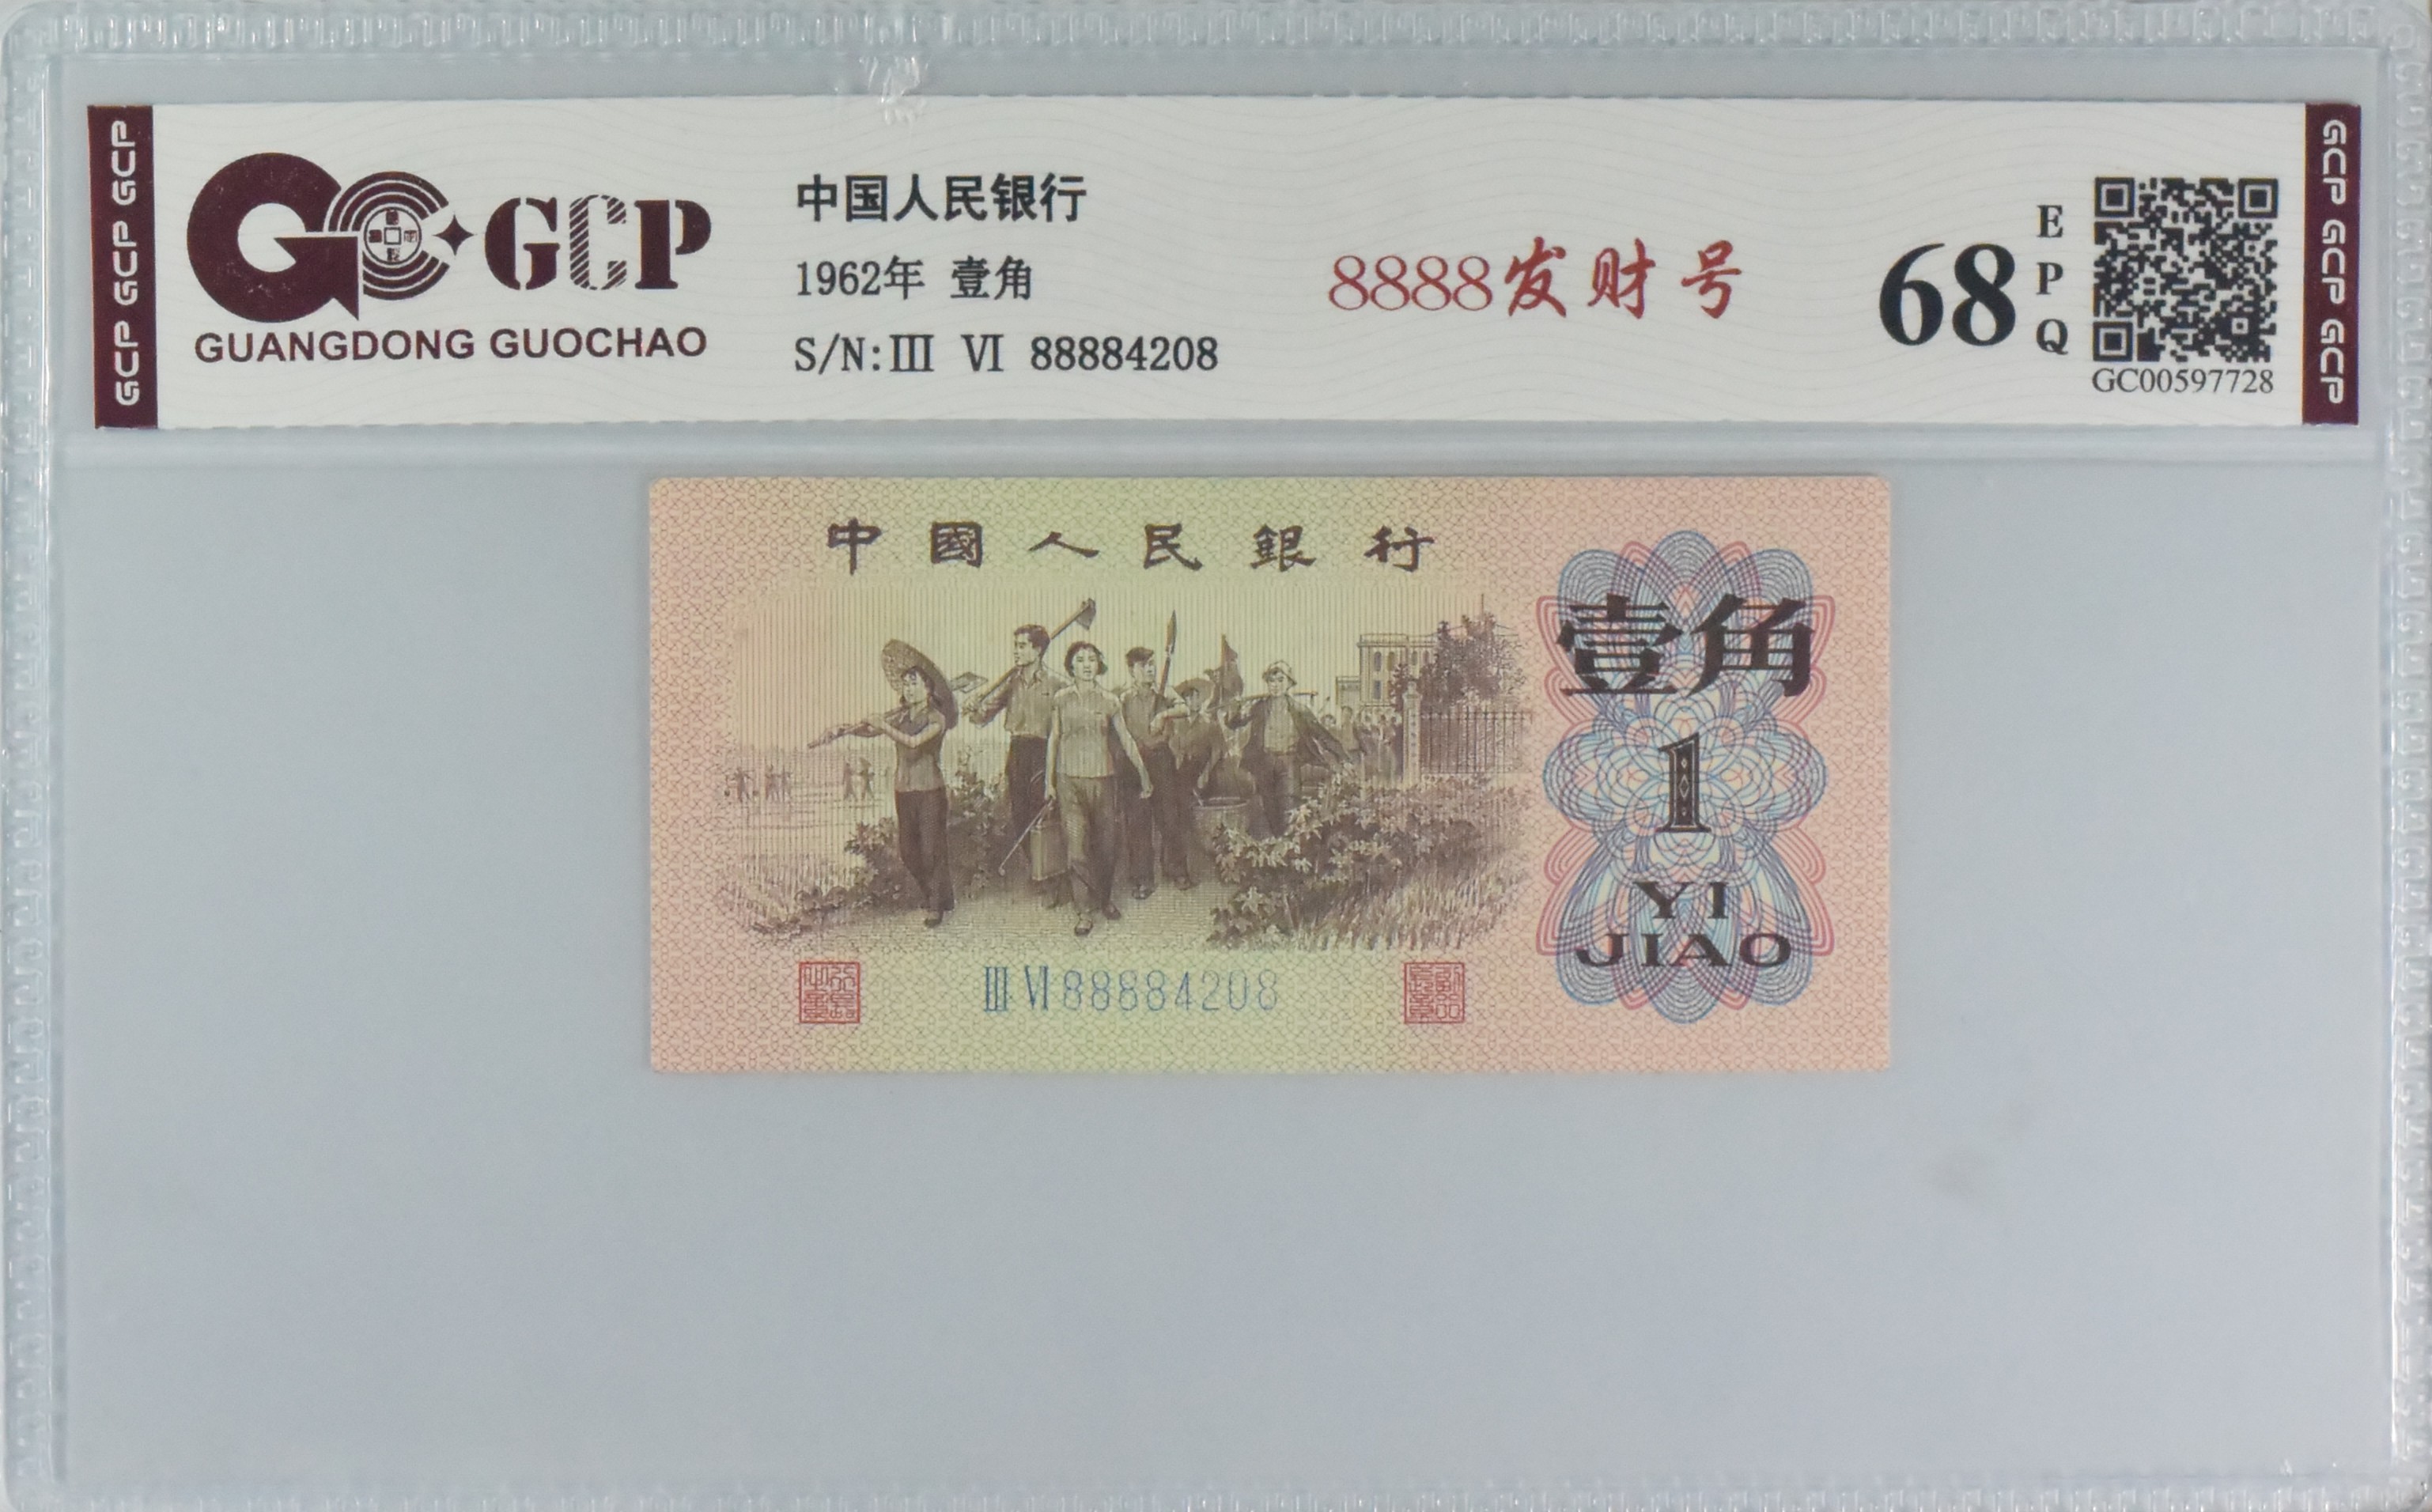 GCP GCP GCP
GCP
GUANGDONG GUOCHAO
中国人民银行
1962年 壹角
S/N:Ⅲ Ⅵ 88884208
8888发财号
68
E
P
Q
GC00597728
GCP GCP GCP
中國人民銀行
壹角
1
YI
JIAO
Ⅲ Ⅵ 88884208